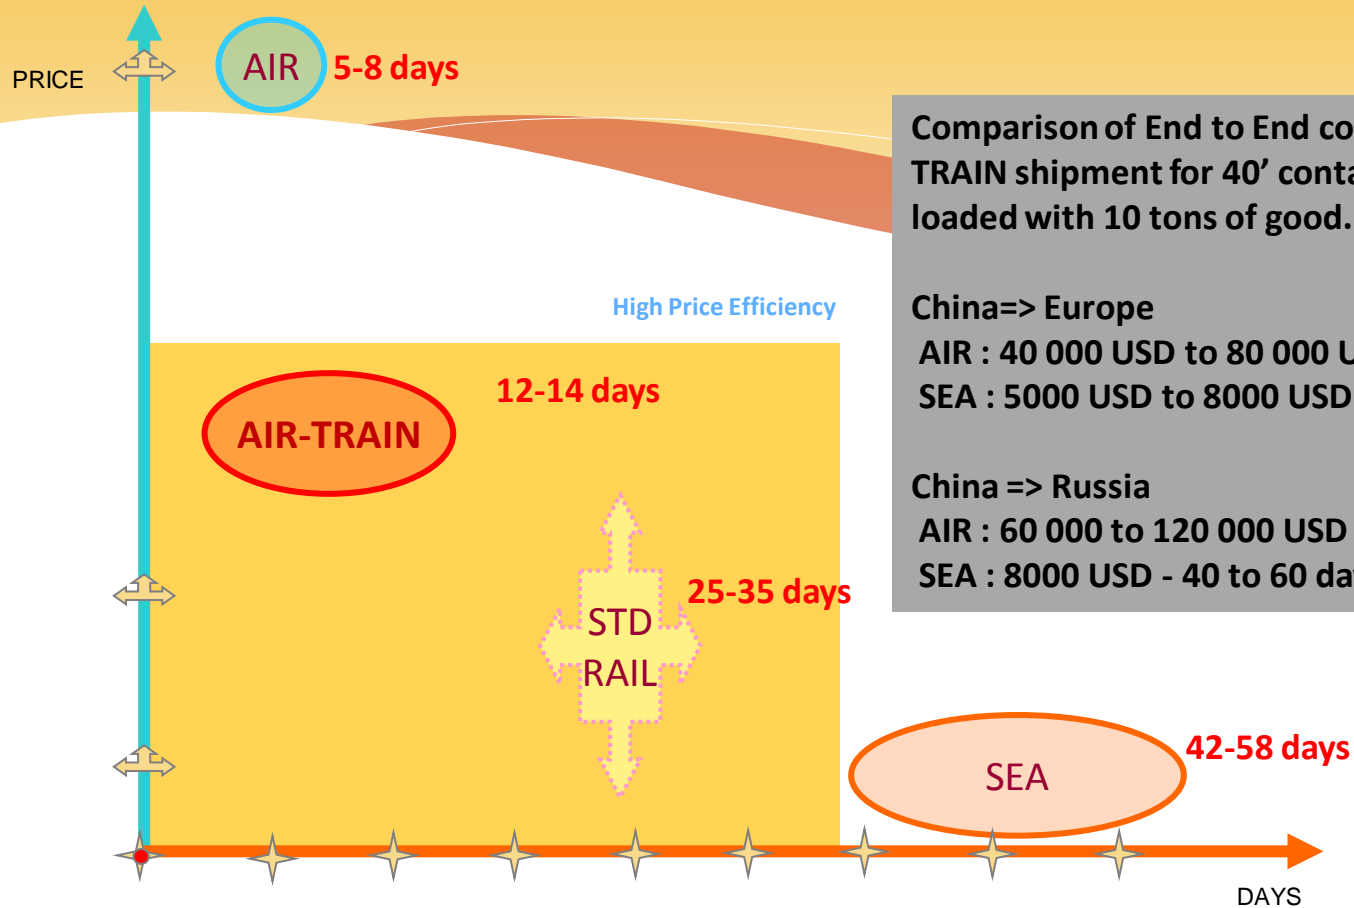 PRICE
AIR
5-8 days
Comparison of End to End
TRAIN shipment for 40’
loaded with 10 tons of good.
High Price Efficiency
China=> Europe
AIR : 40 000 USD to 80 000
SEA : 5000 USD to 8000 USD
12-14 days
AIR-TRAIN
China => Russia
AIR : 60 000 to 120 000 USD
SEA : 8000 USD - 40 to 60
25-35 days
STD
RAIL
42-58 days
SEA
DAYS